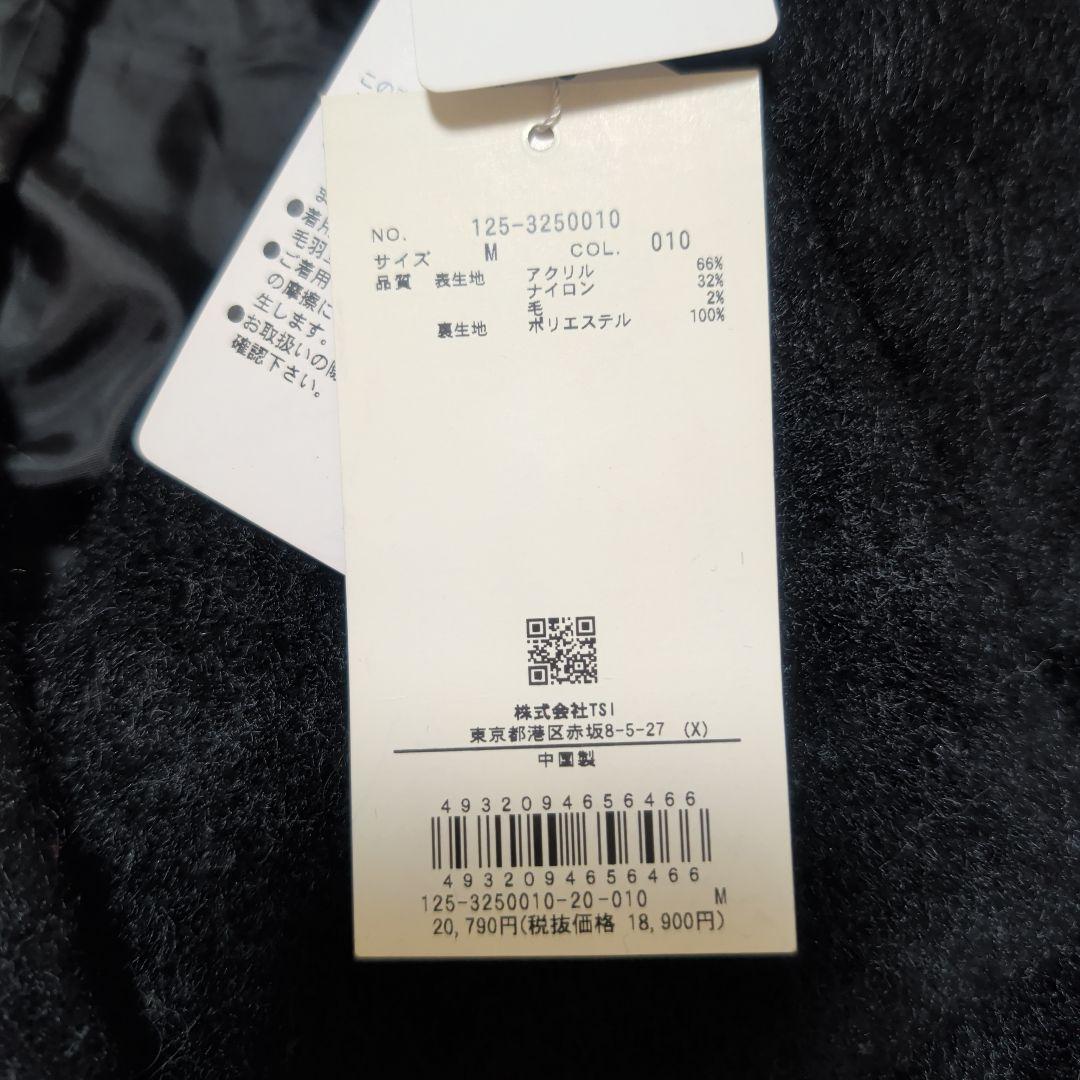 この
●着用
毛羽
●ご着用
の摩擦に
生します。
●お取扱いの際
確認下さい。
NO. 125-3250010
サイズ M COL. 010
品質 表生地 アクリル 66%
ナイロン 32%
毛 2%
裏生地 ポリエステル 100%
株式会社TSI
東京都港区赤坂8-5-27 (X)
中国製
4932094656466
4932094656466
125-3250010-20-010 M
20,790円(税抜価格 18,900円)